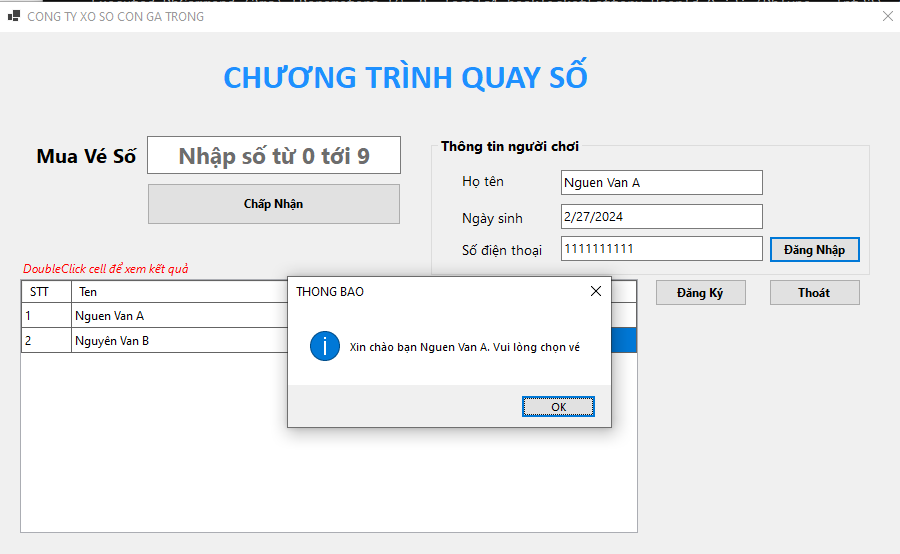 CONG TY XO SO CON GA TRONG
CHƯƠNG TRÌNH QUAY SỐ
Mua Vé Số
Nhập số từ 0 tới 9
Chấp Nhận
Thông tin người chơi
Họ tên
Nguen Van A
Ngày sinh
2/27/2024
Số điện thoại
1111111111
Đăng Nhập
DoubleClick cell để xem kết quả
Đăng Ký
Thoát
STT Ten
1 Nguen Van A
2 Nguyên Van B
THONG BAO
Xin chào bạn Nguen Van A. Vui lòng chọn vé
OK